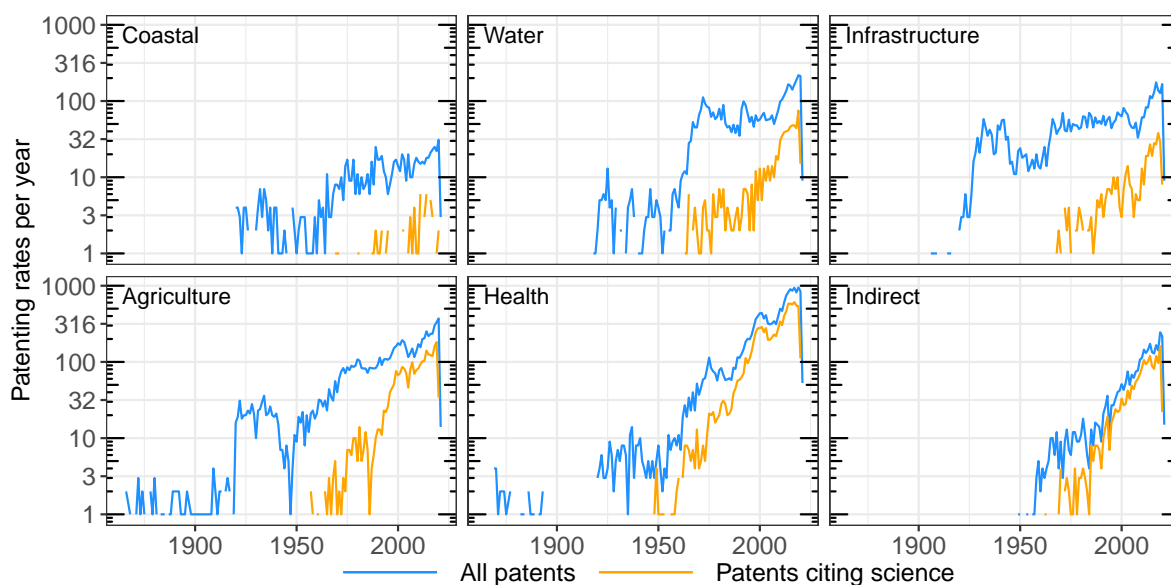 Patenting rates per year
Coastal
Water
Infrastructure
1000
316
100
32
10
3
1
Agriculture
Health
Indirect
1000
316
100
32
10
3
1
1900
1950
2000
1900
1950
2000
1900
1950
2000
All patents
Patents citing science